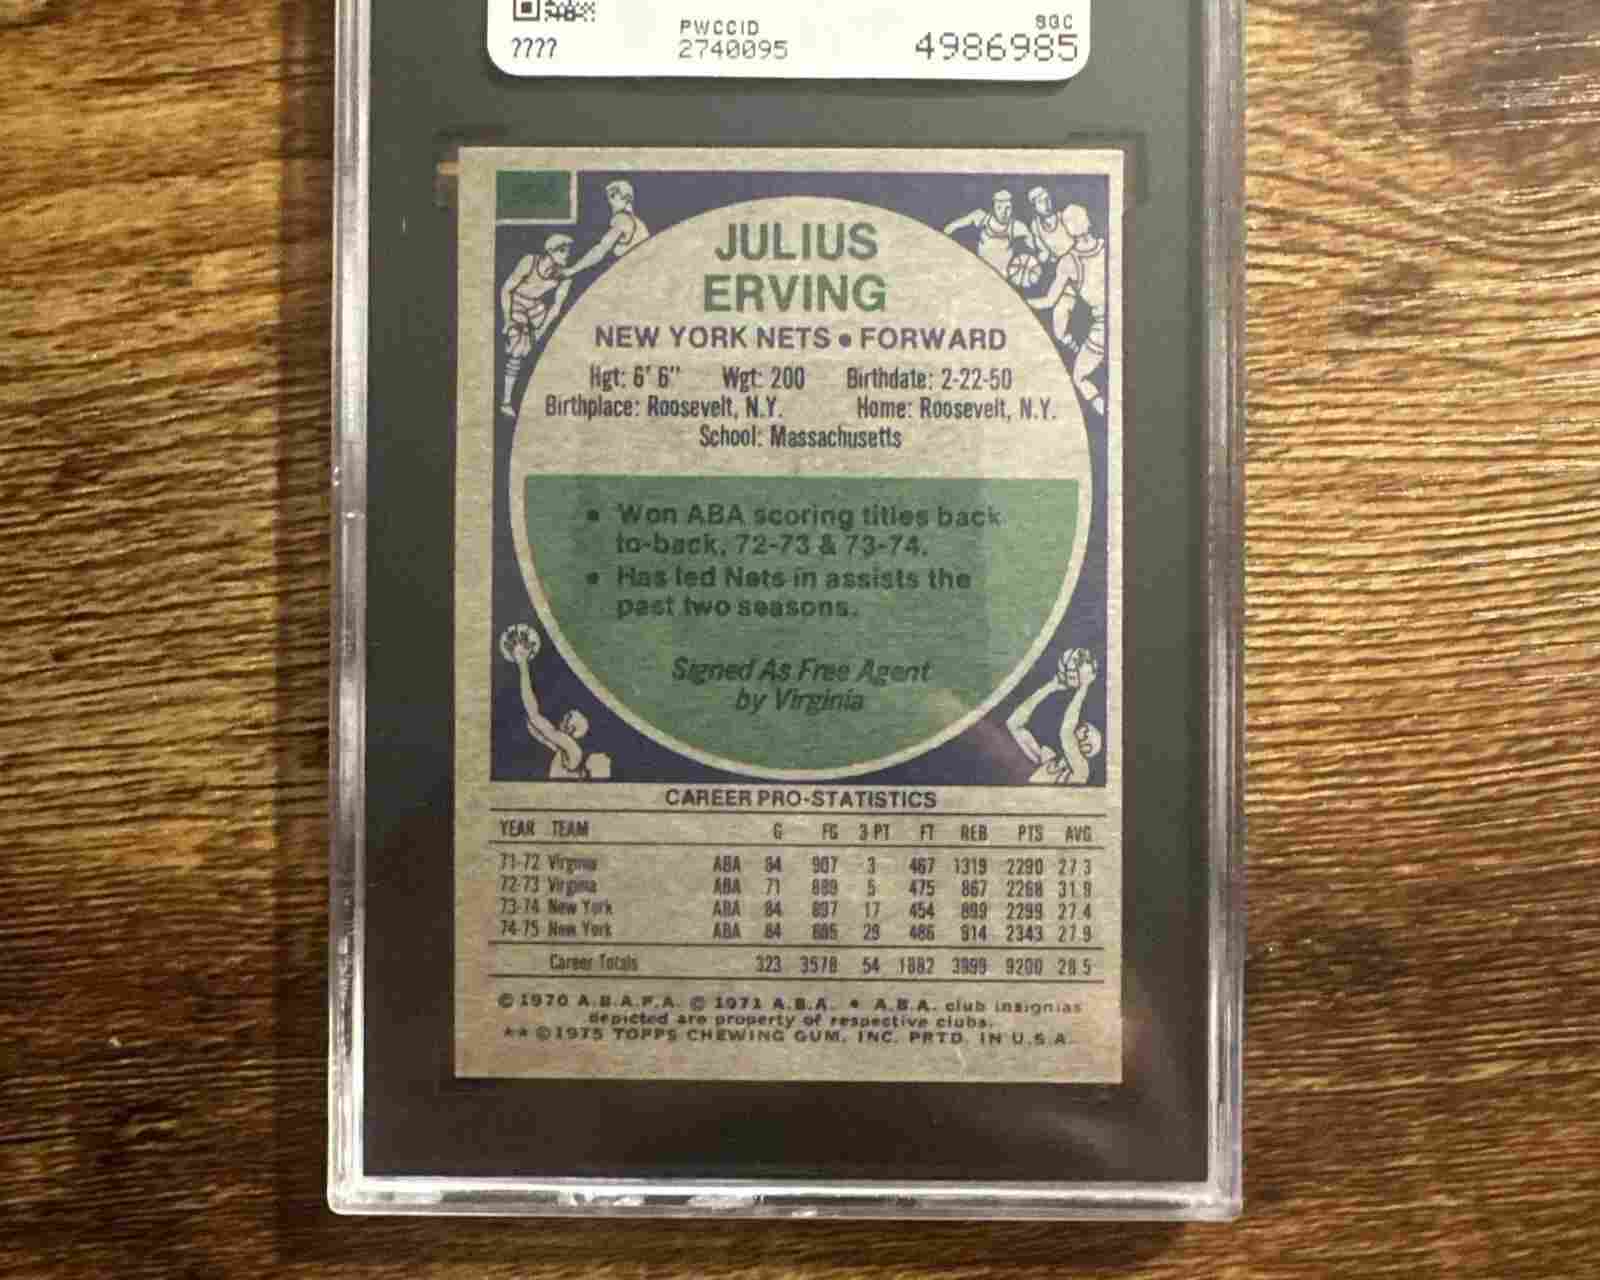 ????
PWCCID
2740095
SGC
4986985
JULIUS
ERVING
NEW YORK NETS • FORWARD
Hgt: 6' 6" Wgt: 200 Birthdate: 2-22-50
Birthplace: Roosevelt, N.Y. Home: Roosevelt, N.Y.
School: Massachusetts
• Won ABA scoring titles back
to-back, 72-73 & 73-74.
• Has led Nets in assists the
past two seasons.
Signed As Free Agent
by Virginia
CAREER PRO-STATISTICS
YEAR TEAM G FG 3 PT FT REB PTS AVG
71-72 Virginia ABA 84 907 3 467 1319 2290 27.3
72-73 Virginia ABA 71 889 5 475 867 2268 31.9
73-74 New York ABA 84 897 17 454 899 2299 27.4
74-75 New York ABA 84 29 486 914 2343 27.9
Career Totals 323 3578 54 1882 3999 9200 28.5
© 1970 A.B.A.P.A. © 1971 A.B.A. • A.B.A. club insignias
depicted are property of respective clubs.
** © 1975 TOPPS CHEWING GUM, INC. PRTD. IN U.S.A.